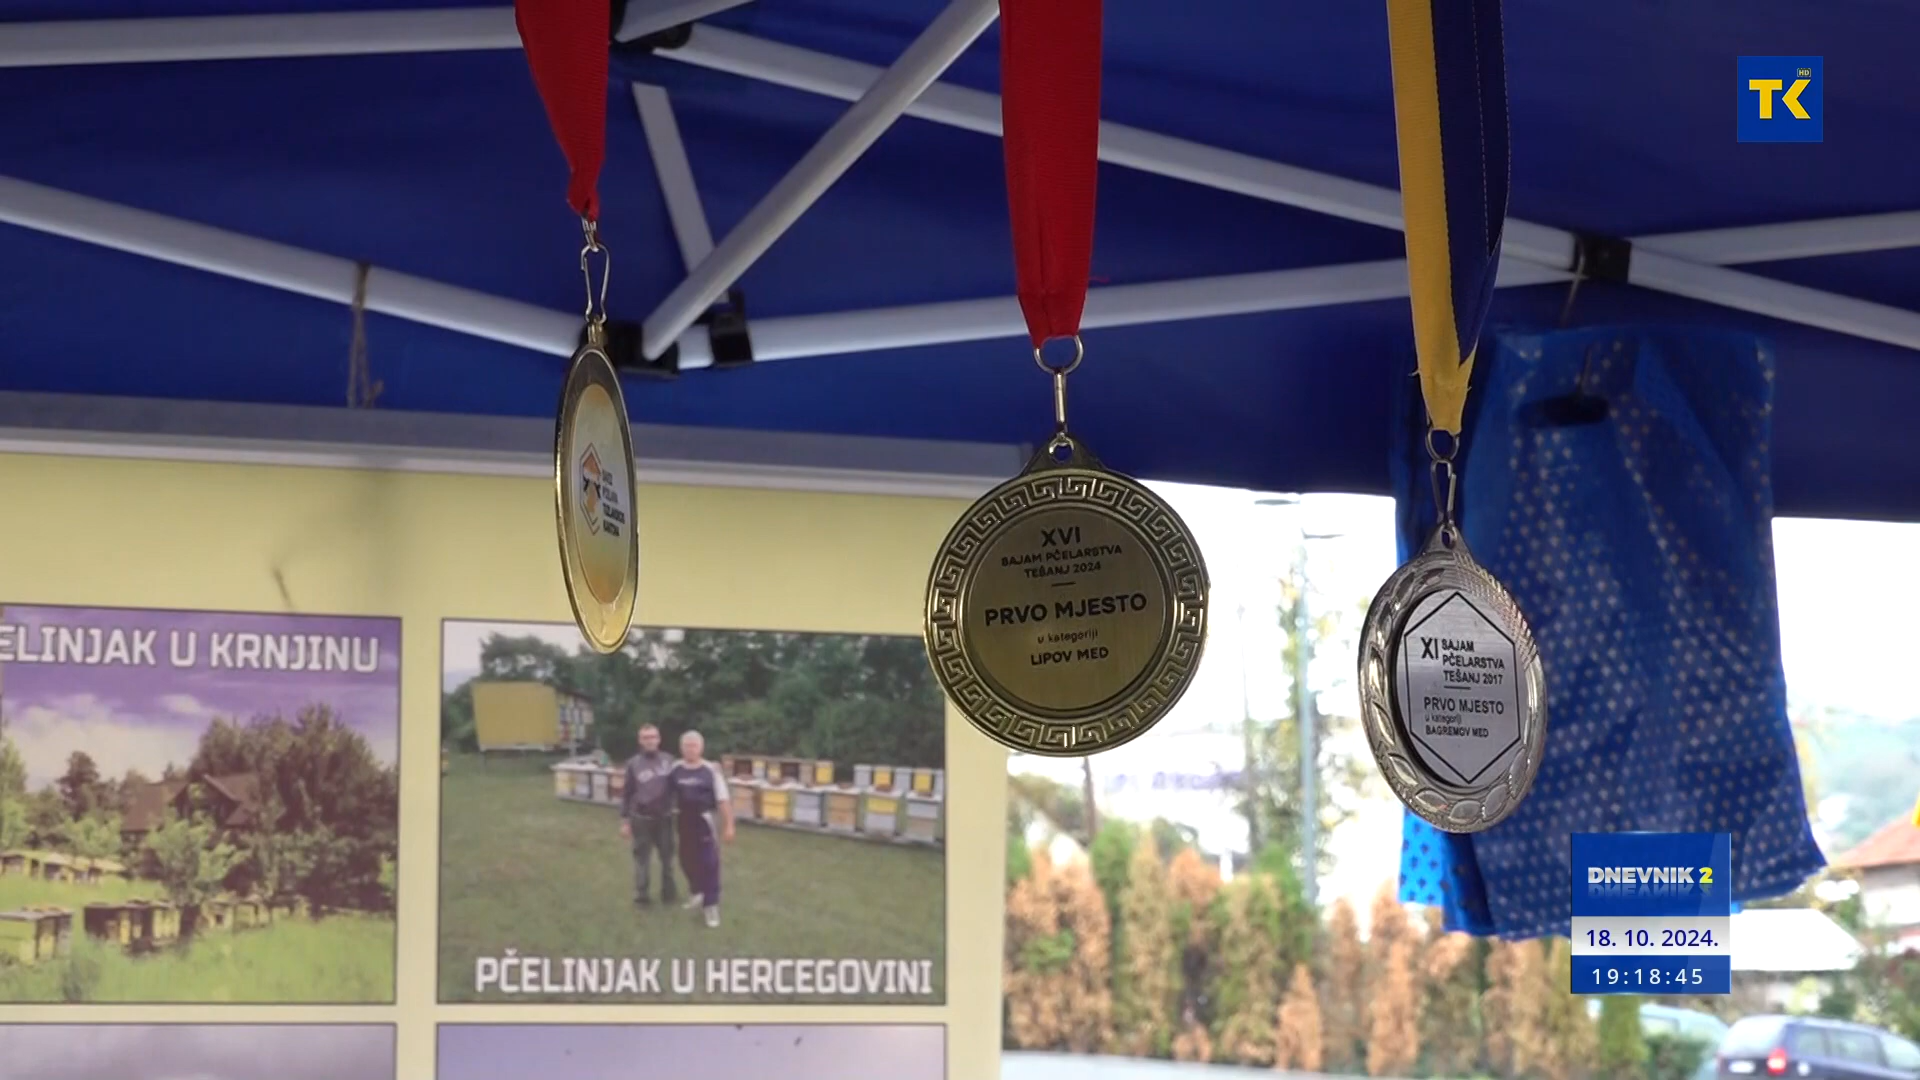 TK HD
XVI
SAJAM PČELARSTVA
TEŠANJ 2024
PRVO MJESTO
u kategoriji
LIPOV MED
XI SAJAM
PČELARSTVA
TEŠANJ 2017
PRVO MJESTO
u kategoriji
BAGREMOV MED
ELINJAK U KRNJINU
PČELINJAK U HERCEGOVINI
DNEVNIK 2
18. 10. 2024.
19:18:45